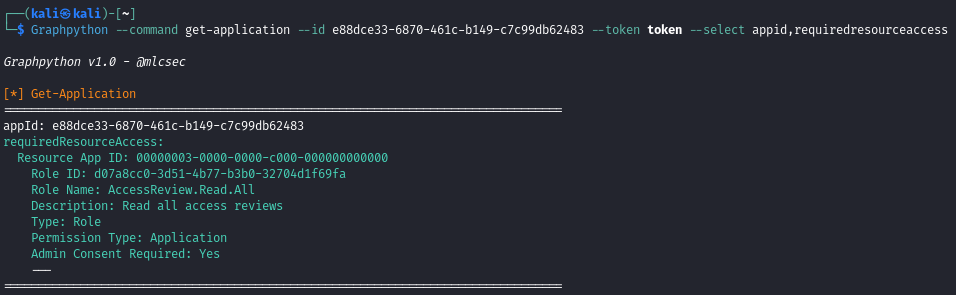 ┌──(kali㉿kali)-[~]
└─$ Graphpython --command get-application --id e88dce33-6870-461c-b149-c7c99db62483 --token token --select appid,requiredresourceaccess
Graphpython v1.0 - @mlcsec
[*] Get-Application
================================================================================
appId: e88dce33-6870-461c-b149-c7c99db62483
requiredResourceAccess:
Resource App ID: 00000003-0000-0000-c000-000000000000
Role ID: d07a8cc0-3d51-4b77-b3b0-32704d1f69fa
Role Name: AccessReview.Read.All
Description: Read all access reviews
Type: Role
Permission Type: Application
Admin Consent Required: Yes
---
================================================================================